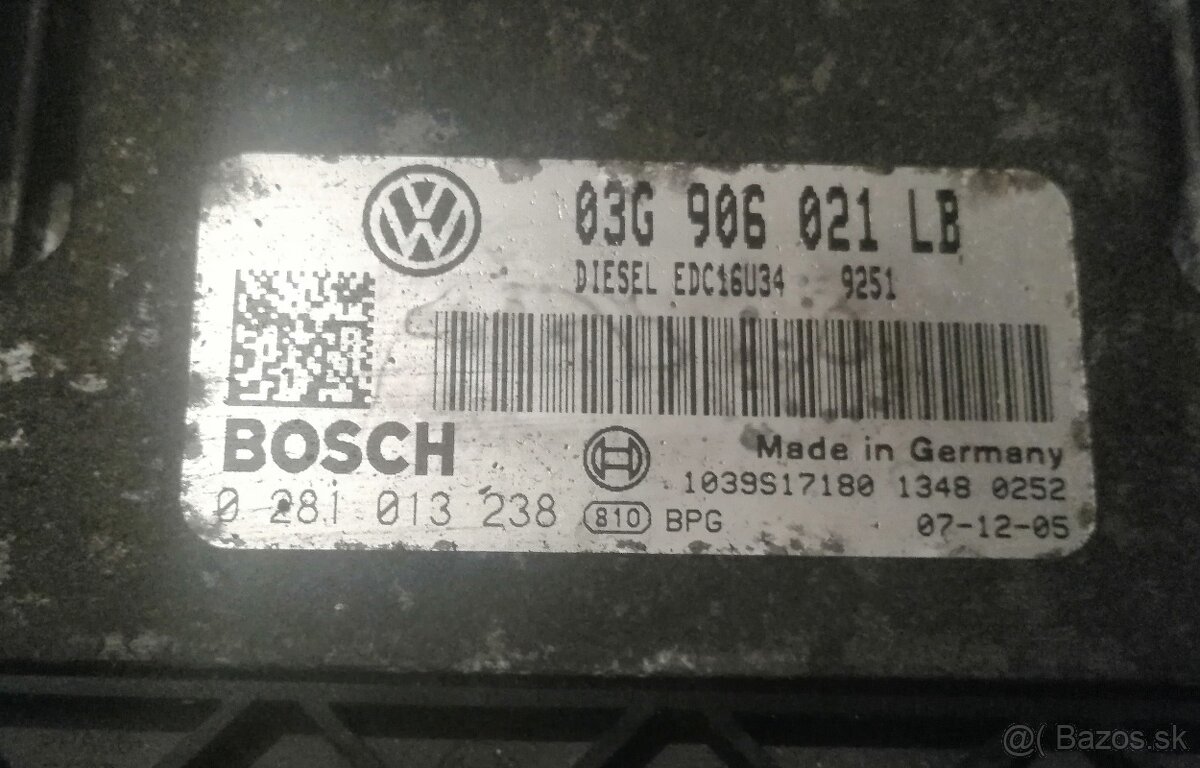 03G 906 021 LB
DIESEL EDC16U34 9251
BOSCH
Made in Germany
1039S17180 1348 0252
0 281 013 238 810 BPG 07-12-05
@( Bazos.sk